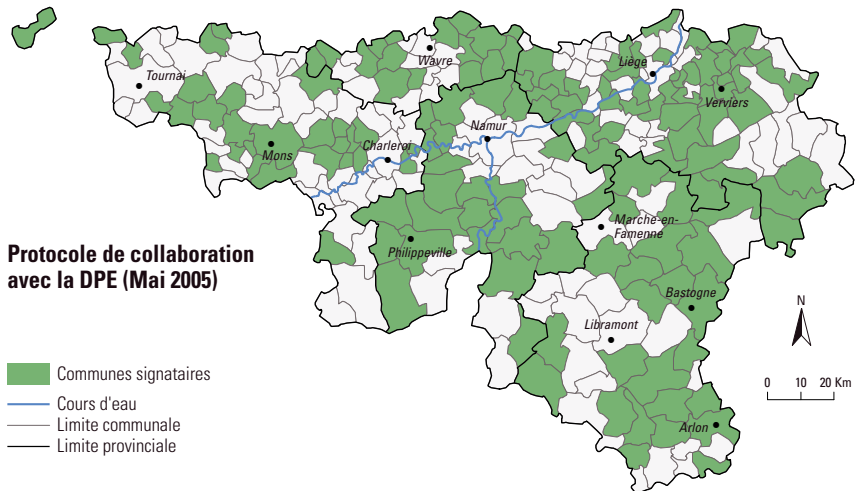 Tournai
Wavre
Liège
Verviers
Mons
Charleroi
Namur
Marche-en-
Famenne
Philippeville
Bastogne
Libramont
Arlon
Protocole de collaboration
avec la DPE (Mai 2005)
Communes signataires
Cours d'eau
Limite communale
Limite provinciale
N
0 10 20 Km